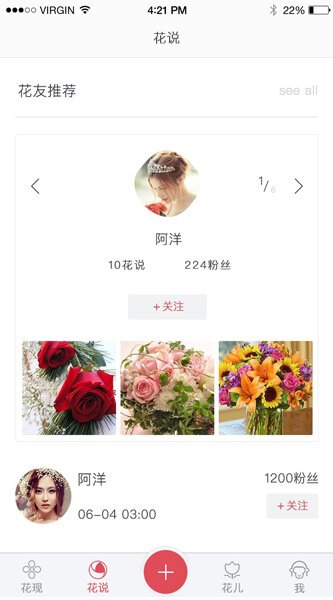 VIRGIN 4:21 PM 22%
花说
花友推荐 see all
1/6
阿洋
10花说 224粉丝
+关注
阿洋 1200粉丝
06-04 03:00 +关注
花现 花说 + 花儿 我